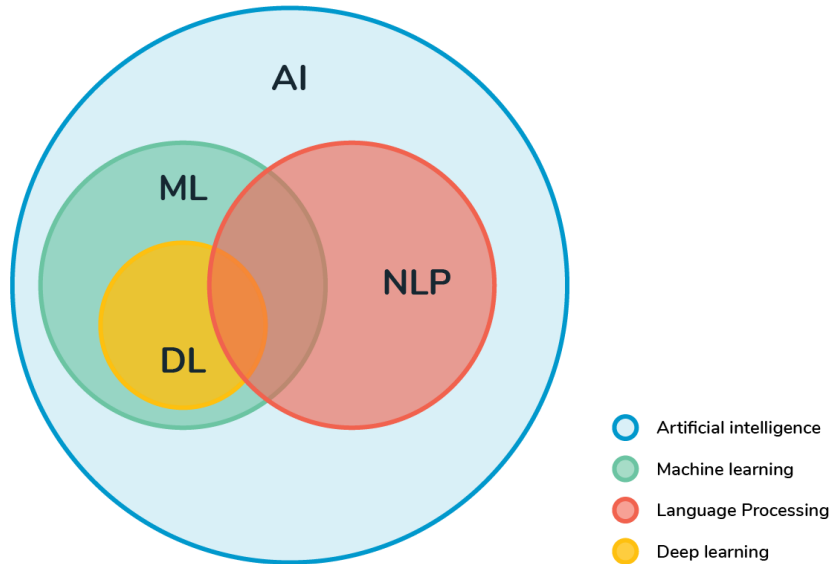 AI
ML
NLP
DL
Artificial intelligence
Machine learning
Language Processing
Deep learning